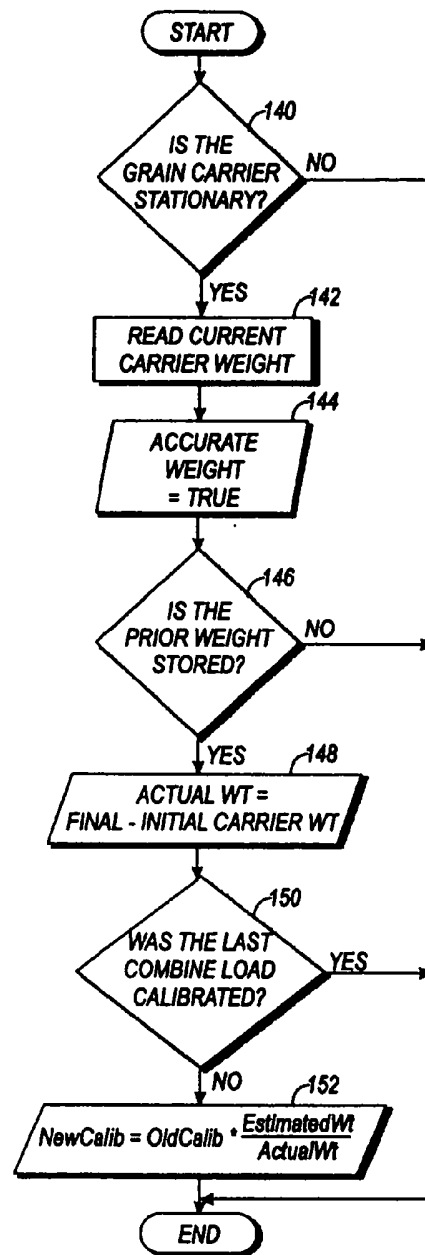 START
140
IS THE
GRAIN CARRIER
STATIONARY?
NO
YES
142
READ CURRENT
CARRIER WEIGHT
144
ACCURATE
WEIGHT
= TRUE
146
IS THE
PRIOR WEIGHT
STORED?
NO
YES
148
ACTUAL WT =
FINAL - INITIAL CARRIER WT
150
WAS THE LAST
COMBINE LOAD
CALIBRATED?
YES
NO
152
NewCalib = OldCalib * EstimatedWt
ActualWt
END